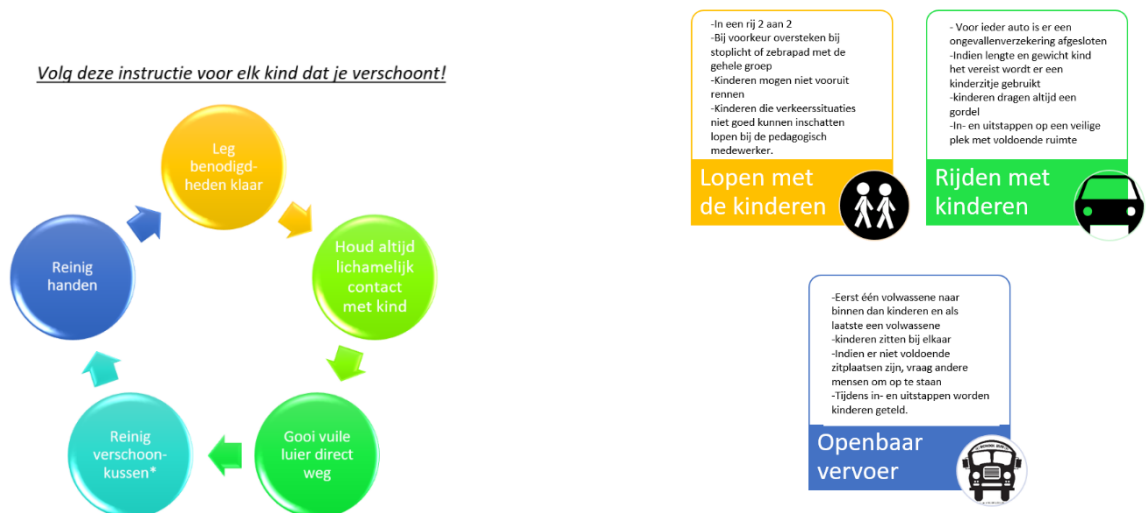 Volg deze instructie voor elk kind dat je verschoont!
Leg
benodigd-
heden klaar
Houd altijd
lichamelijk
contact
met kind
Gooi vuile
luier direct
weg
Reinig
verschoon-
kussen*
Reinig
handen
-In een rij 2 aan 2
-Bij voorkeur oversteken bij
stoplicht of zebrapad met de
gehele groep
-Kinderen mogen niet vooruit
rennen
-Kinderen die verkeerssituaties
niet goed kunnen inschatten
lopen bij de pedagogisch
medewerker.
Lopen met
de kinderen
- Voor ieder auto is er een
ongevallenverzekering afgesloten
-Indien lengte en gewicht kind
het vereist wordt er een
kinderzitje gebruikt
-kinderen dragen altijd een
gordel
-In- en uitstappen op een veilige
plek met voldoende ruimte
Rijden met
kinderen
-Eerst één volwassene naar
binnen dan kinderen en als
laatste een volwassene
-kinderen zitten bij elkaar
-Indien er niet voldoende
zitplaatsen zijn, vraag andere
mensen om op te staan
-Tijdens in- en uitstappen worden
kinderen geteld.
Openbaar
vervoer